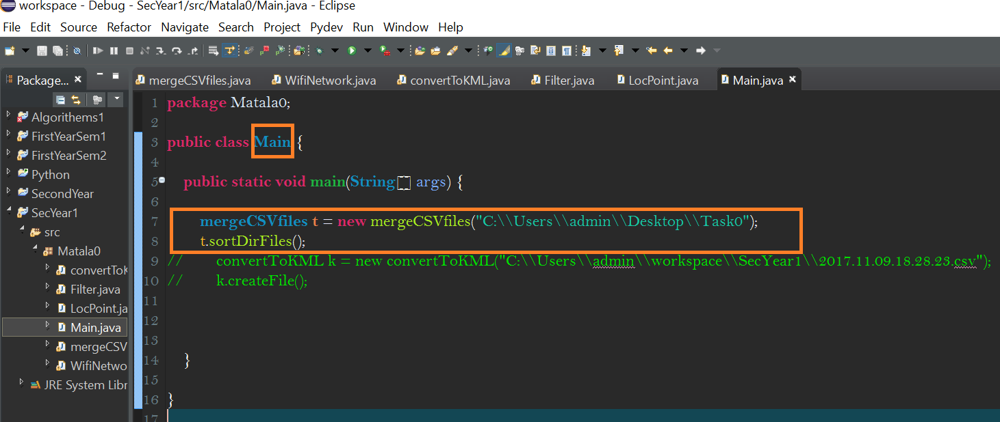 workspace - Debug - SecYear1/src/Matala0/Main.java - Eclipse
File Edit Source Refactor Navigate Search Project Pydev Run Window Help
Package...
mergeCSVfiles.java WifiNetwork.java convertToKML.java Filter.java LocPoint.java Main.java
Algorithems1
FirstYearSem1
FirstYearSem2
Python
SecondYear
SecYear1
src
Matala0
convertToK
Filter.java
LocPoint.ja
Main.java
mergeCSV
WifiNetwo
JRE System Libr
1 package Matala0;
2
3 public class Main {
4
5 public static void main(String[] args) {
6
7 mergeCSVfiles t = new mergeCSVfiles("C:\\Users\\admin\\Desktop\\Task0");
8 t.sortDirFiles();
9 // convertToKML k = new convertToKML("C:\\Users\\admin\\workspace\\SecYear1\\2017.11.09.18.28.23.csv");
10 // k.createFile();
11
12
13
14 }
15
16 }
17